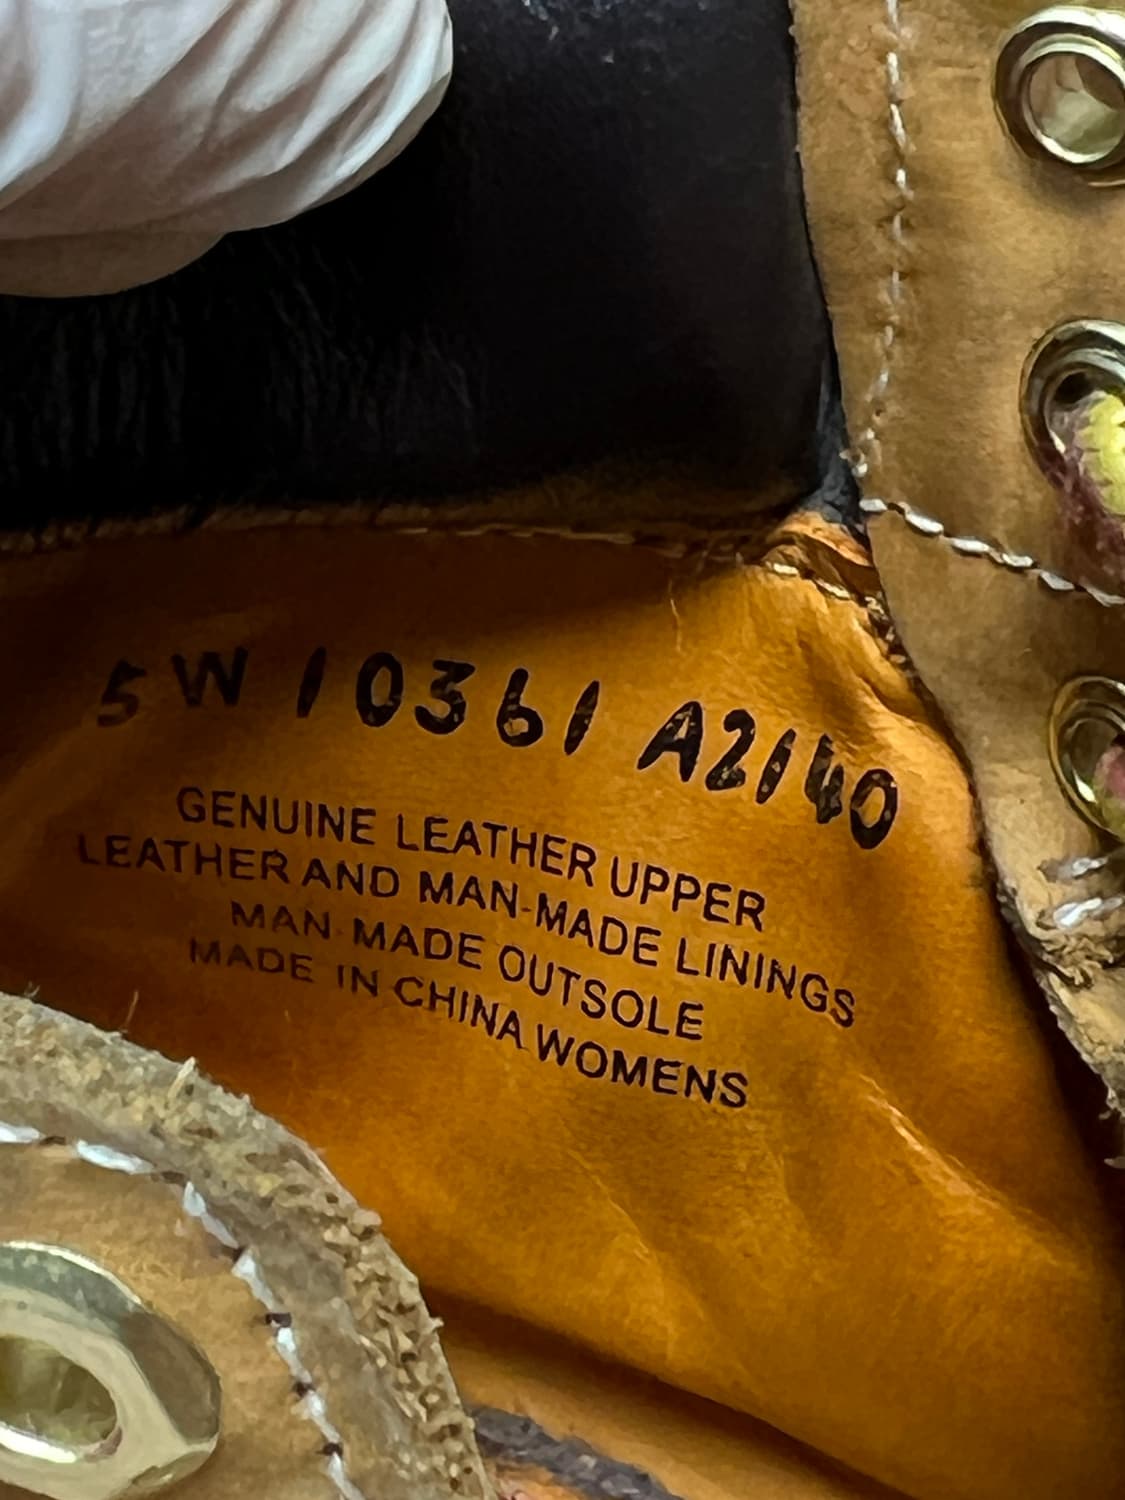 5W 10361 A2140
GENUINE LEATHER UPPER
LEATHER AND MAN-MADE LININGS
MAN-MADE OUTSOLE
MADE IN CHINA WOMENS